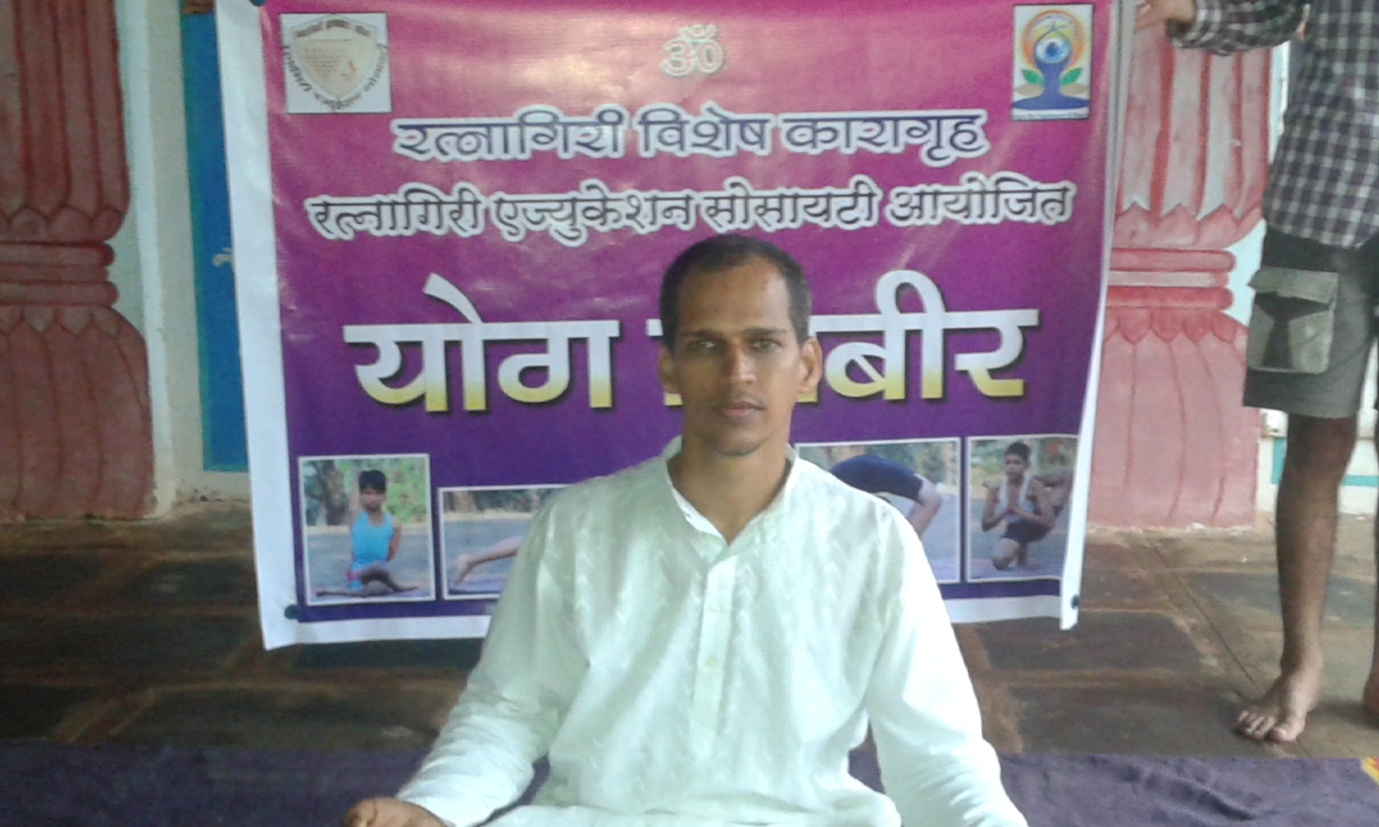 ॐ
रत्नागिरी विशेष कारागृह
रत्नागिरी एज्युकेशन सोसायटी आयोजित
योग बीर